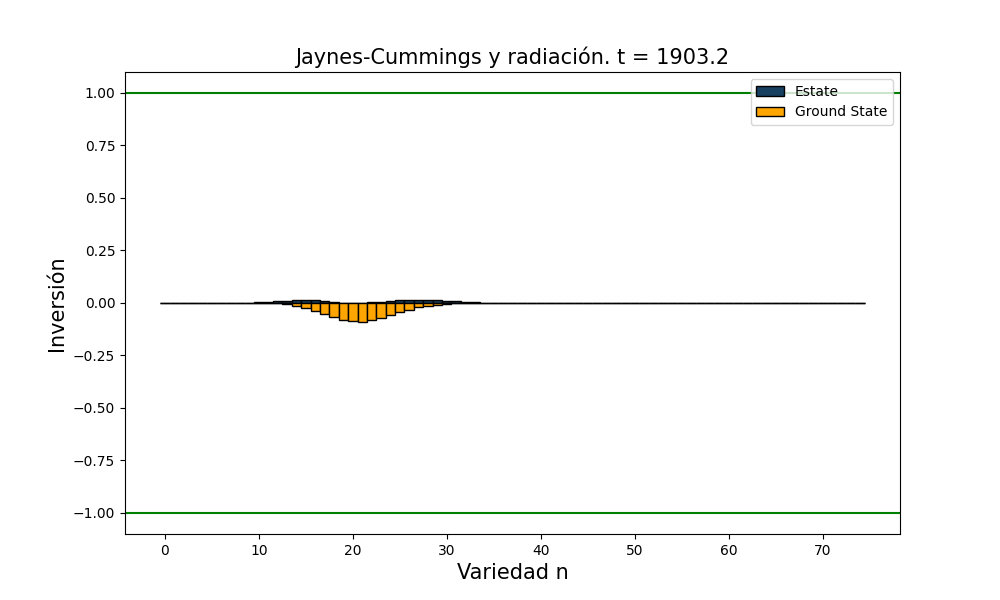 Jaynes-Cummings y radiación. t = 1903.2
Estate
Ground State
Inversión
1.00
0.75
0.50
0.25
0.00
−0.25
−0.50
−0.75
−1.00
0 10 20 30 40 50 60 70
Variedad n